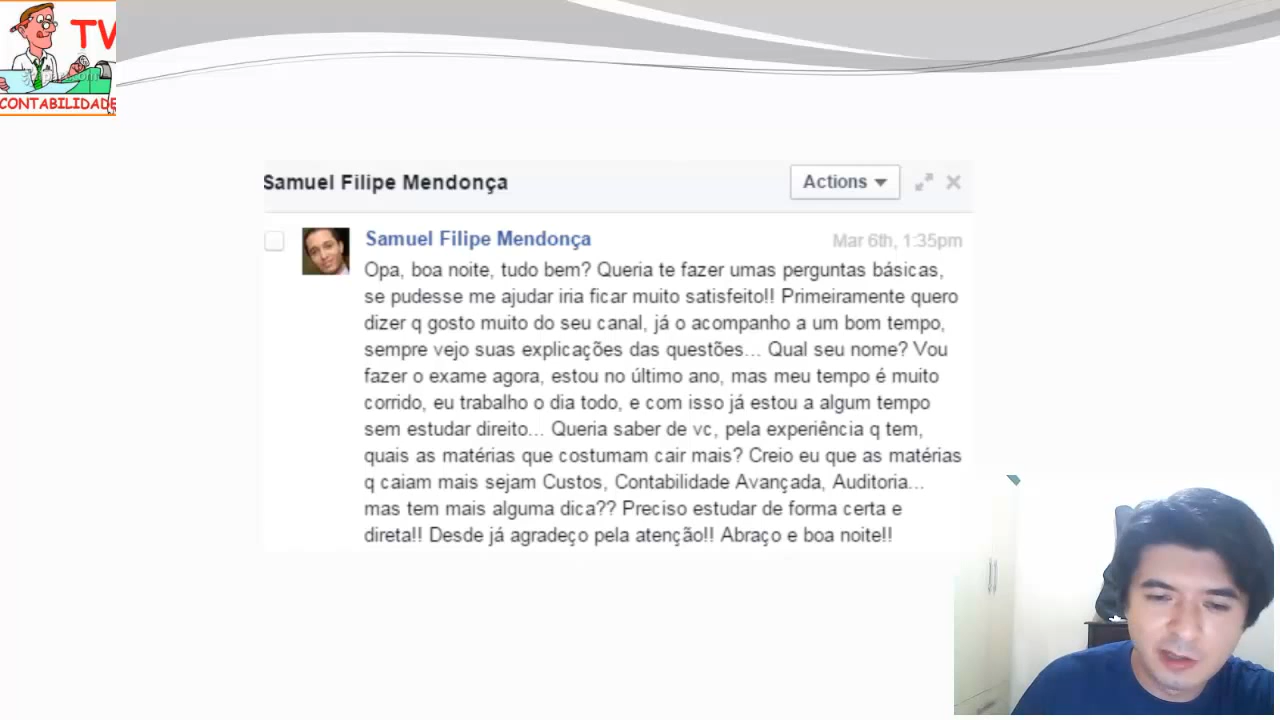 TV
CONTABILIDADE
Samuel Filipe Mendonça
Actions
Samuel Filipe Mendonça
Mar 6th, 1:35pm
Opa, boa noite, tudo bem? Queria te fazer umas perguntas básicas,
se pudesse me ajudar iria ficar muito satisfeito!! Primeiramente quero
dizer q gosto muito do seu canal, já o acompanho a um bom tempo,
sempre vejo suas explicações das questões... Qual seu nome? Vou
fazer o exame agora, estou no último ano, mas meu tempo é muito
corrido, eu trabalho o dia todo, e com isso já estou a algum tempo
sem estudar direito... Queria saber de vc, pela experiência q tem,
quais as matérias que costumam cair mais? Creio eu que as matérias
q caiam mais sejam Custos, Contabilidade Avançada, Auditoria...
mas tem mais alguma dica?? Preciso estudar de forma certa e
direta!! Desde já agradeço pela atenção!! Abraço e boa noite!!